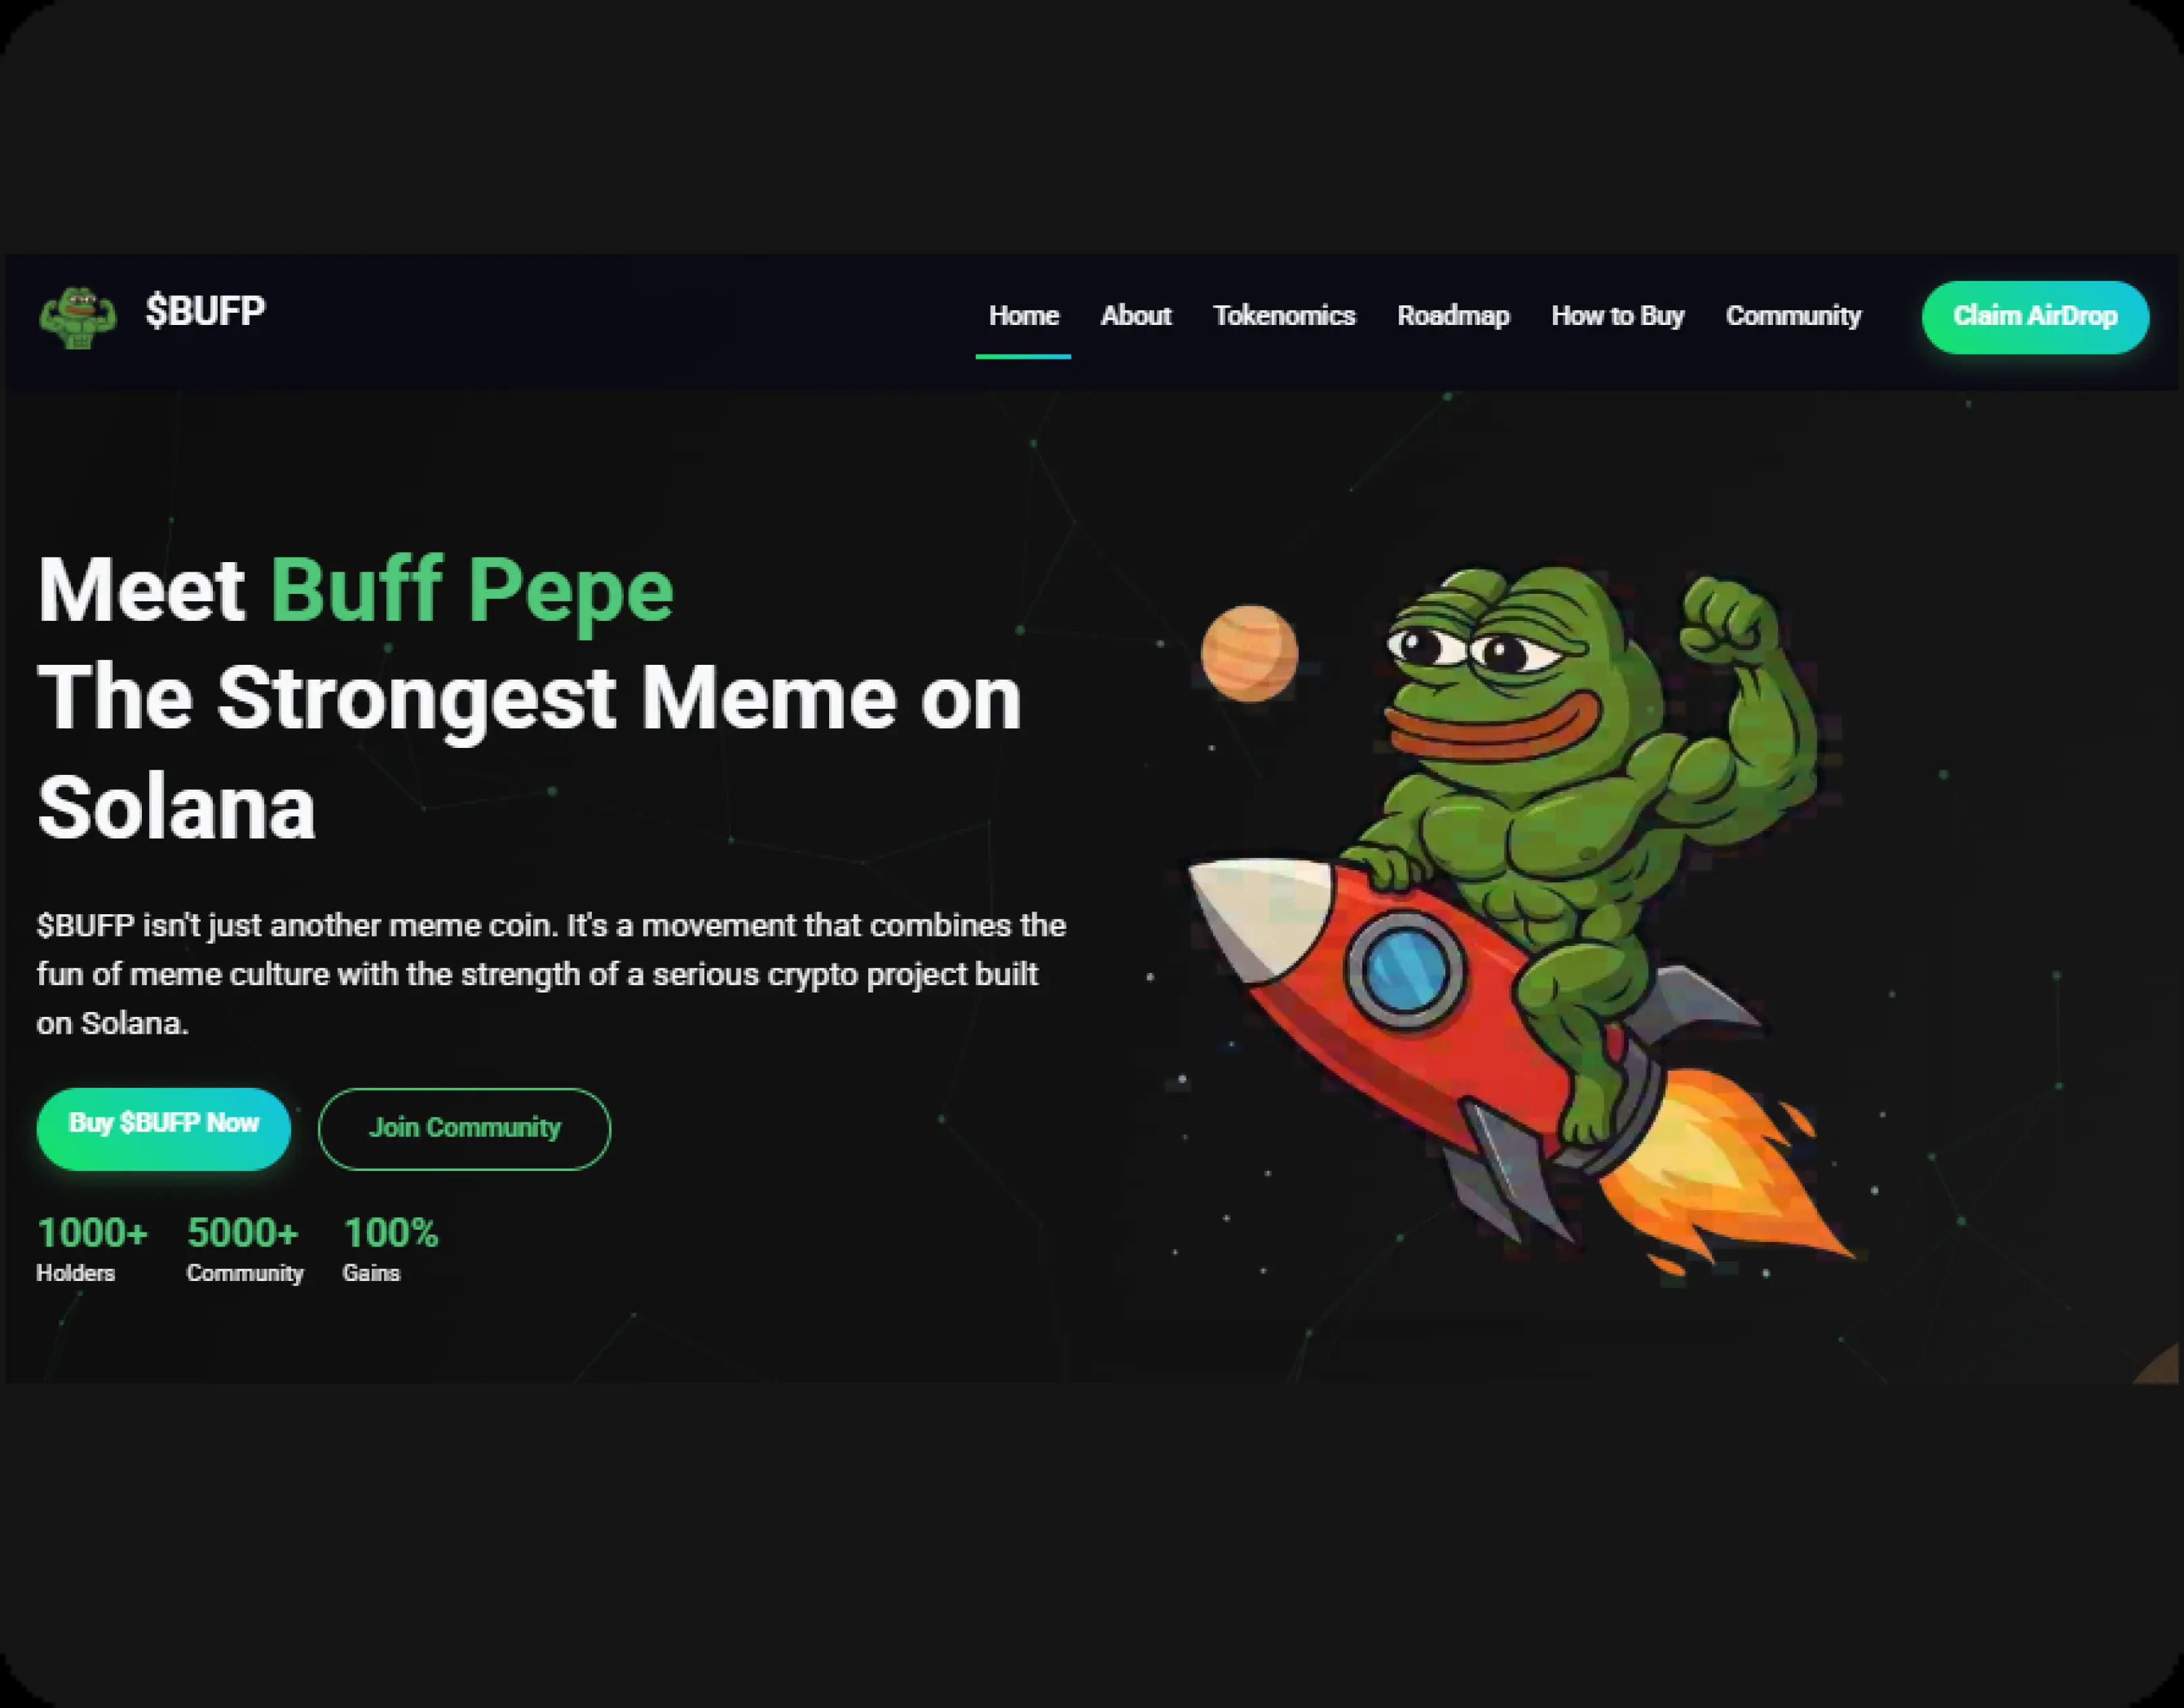 $BUFP
Home About Tokenomics Roadmap How to Buy Community Claim AirDrop
Meet Buff Pepe
The Strongest Meme on
Solana
$BUFP isn't just another meme coin. It's a movement that combines the
fun of meme culture with the strength of a serious crypto project built
on Solana.
Buy $BUFP Now Join Community
1000+ 5000+ 100%
Holders Community Gains